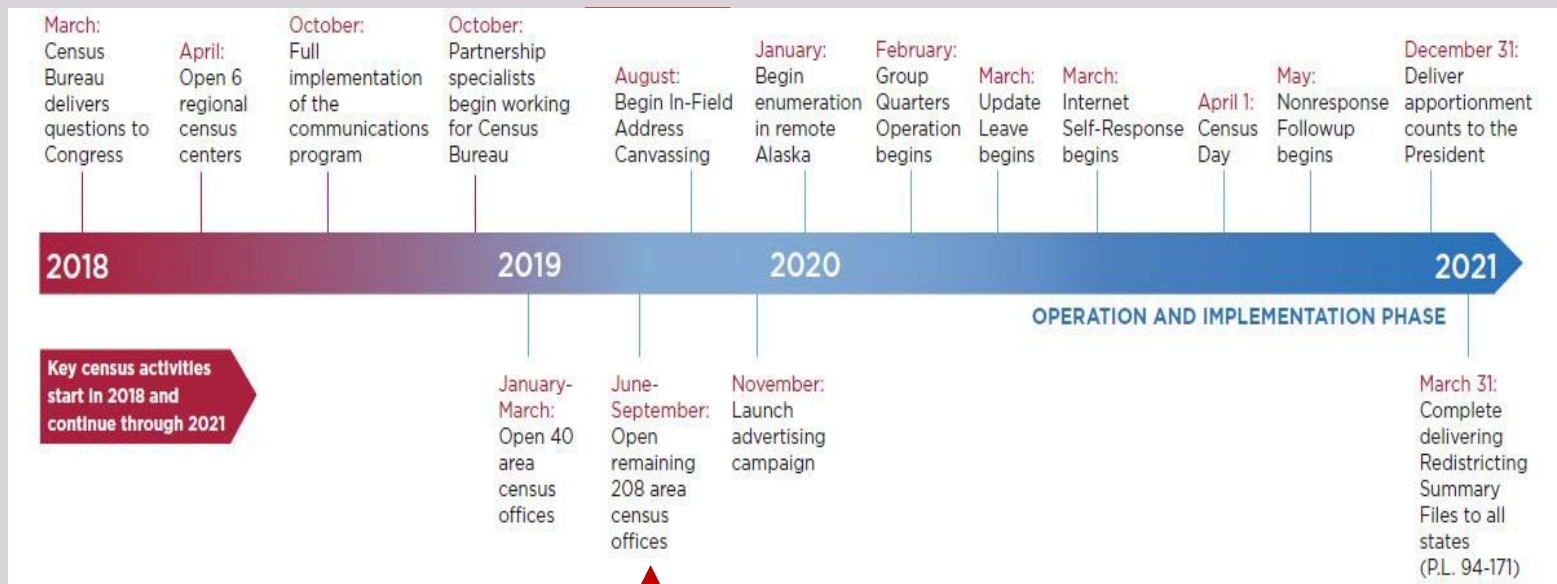 March:
Census
Bureau
delivers
questions to
Congress
April:
Open 6
regional
census
centers
October:
Full
implementation
of the
communications
program
October:
Partnership
specialists
begin working
for Census
Bureau
August:
Begin In-Field
Address
Canvassing
January:
Begin
enumeration
in remote
Alaska
February:
Group
Quarters
Operation
begins
March:
Update
Leave
begins
March:
Internet
Self-Response
begins
April 1:
Census
Day
May:
Nonresponse
Followup
begins
December 31:
Deliver
apportionment
counts to the
President
2018
2019
2020
2021
OPERATION AND IMPLEMENTATION PHASE
Key census activities
start in 2018 and
continue through 2021
January-
March:
Open 40
area
census
offices
June-
September:
Open
remaining
208 area
census
offices
November:
Launch
advertising
campaign
March 31:
Complete
delivering
Redistricting
Summary
Files to all
states
(P.L. 94-171)